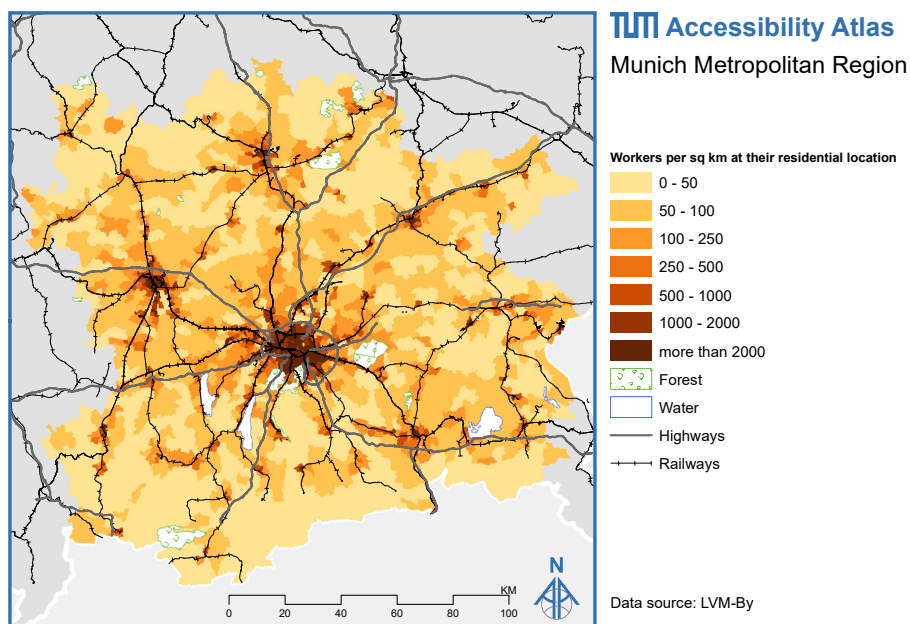 TUM Accessibility Atlas
Munich Metropolitan Region
Workers per sq km at their residential location
0 - 50
50 - 100
100 - 250
250 - 500
500 - 1000
1000 - 2000
more than 2000
Forest
Water
Highways
Railways
N
KM
0 20 40 60 80 100
Data source: LVM-By